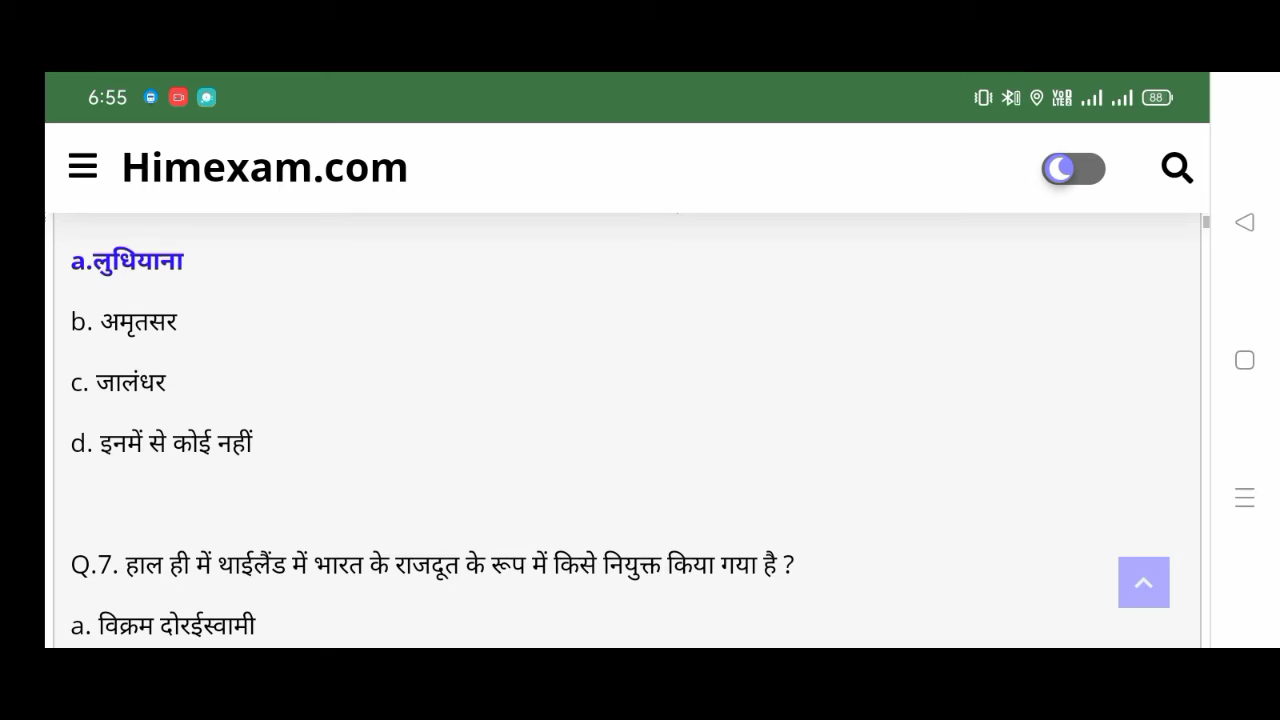 6:55
88
Himexam.com
a.लुधियाना
b. अमृतसर
c. जालंधर
d. इनमें से कोई नहीं
Q.7. हाल ही में थाईलैंड में भारत के राजदूत के रूप में किसे नियुक्त किया गया है ?
a. विक्रम दोरईस्वामी